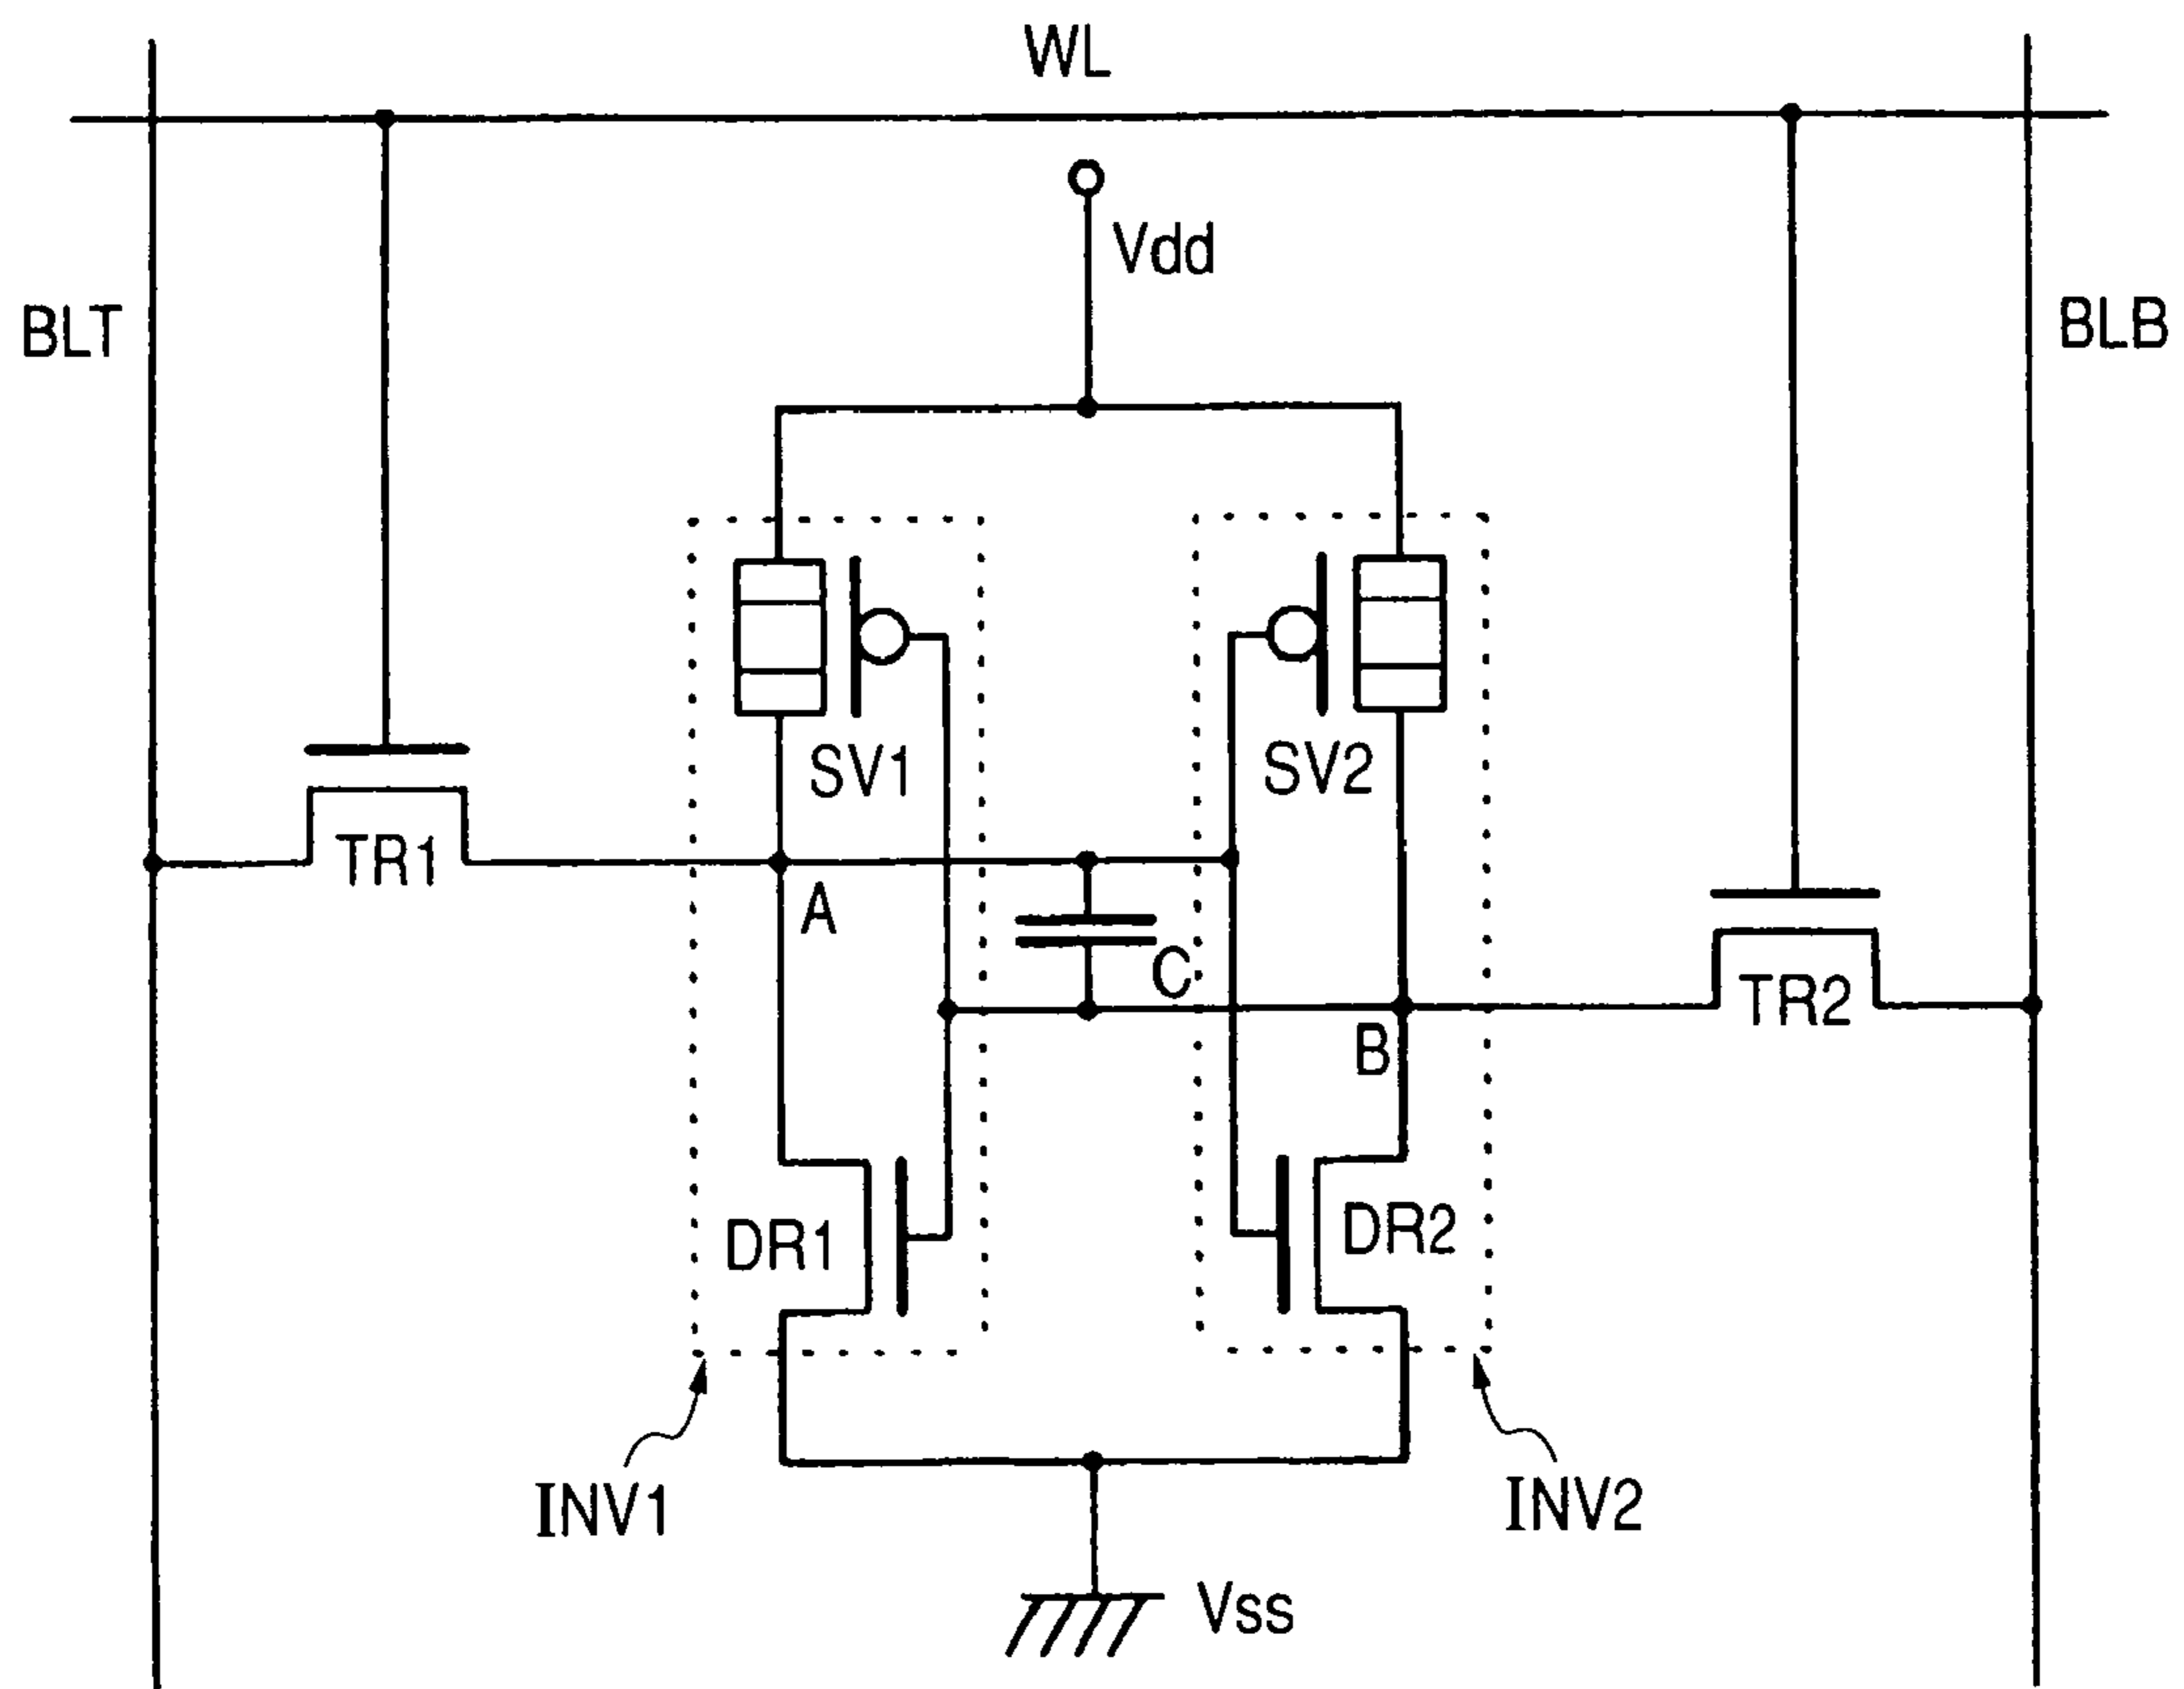 WL
Vdd
BLT
BLB
SV1
SV2
TR1
A
C
TR2
B
DR1
DR2
INV1
INV2
Vss